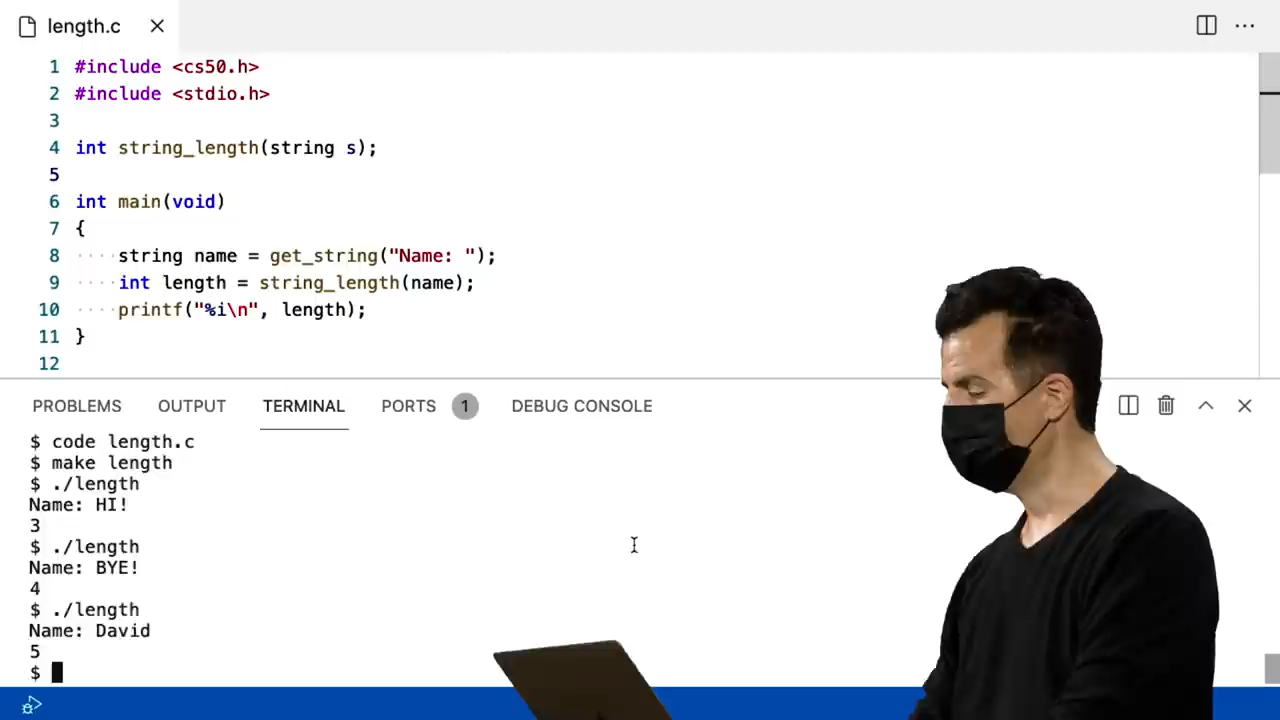 length.c
1 #include <cs50.h>
2 #include <stdio.h>
3
4 int string_length(string s);
5
6 int main(void)
7 {
8 ····string name = get_string("Name: ");
9 ····int length = string_length(name);
10 ····printf("%i\n", length);
11 }
12
PROBLEMS OUTPUT TERMINAL PORTS 1 DEBUG CONSOLE
$ code length.c
$ make length
$ ./length
Name: HI!
3
$ ./length
Name: BYE!
4
$ ./length
Name: David
5
$